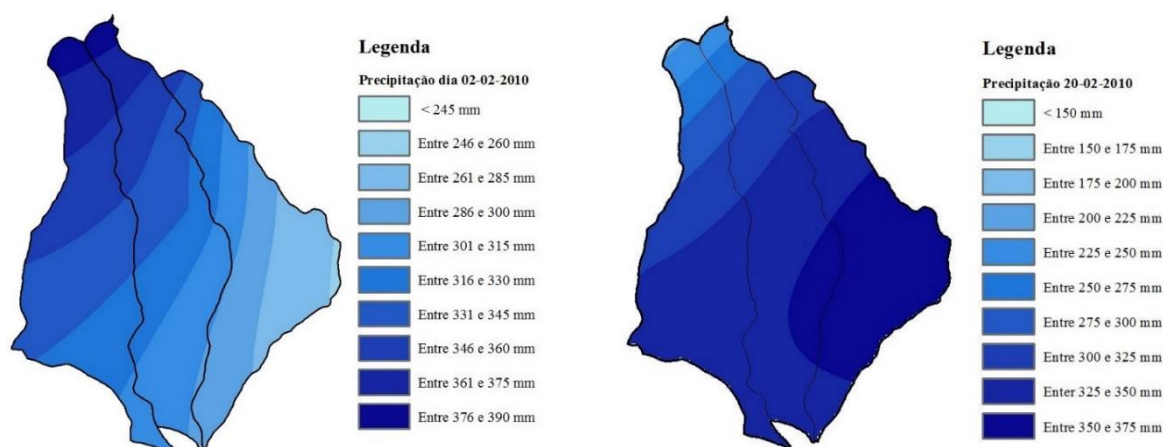 Legenda
Precipitação dia 02-02-2010
< 245 mm
Entre 246 e 260 mm
Entre 261 e 285 mm
Entre 286 e 300 mm
Entre 301 e 315 mm
Entre 316 e 330 mm
Entre 331 e 345 mm
Entre 346 e 360 mm
Entre 361 e 375 mm
Entre 376 e 390 mm
Legenda
Precipitação 20-02-2010
< 150 mm
Entre 150 e 175 mm
Entre 175 e 200 mm
Entre 200 e 225 mm
Entre 225 e 250 mm
Entre 250 e 275 mm
Entre 275 e 300 mm
Entre 300 e 325 mm
Enter 325 e 350 mm
Entre 350 e 375 mm